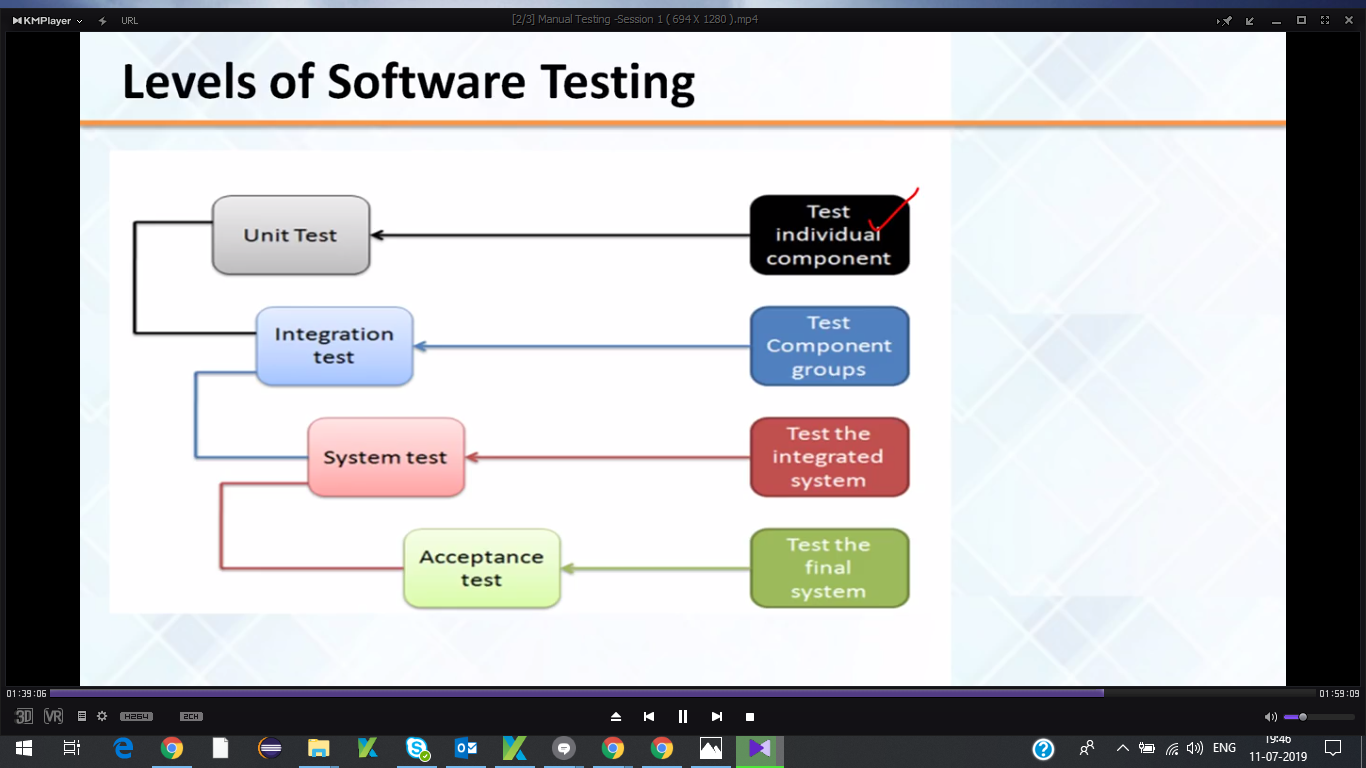 KMPlayer
URL
[2/3] Manual Testing -Session 1 ( 694 X 1280 ).mp4
Levels of Software Testing
Unit Test
Test
individual
component
Integration
test
Test
Component
groups
System test
Test the
integrated
system
Acceptance
test
Test the
final
system
01:39:06
01:59:09
3D
VR
H264
2CH
ENG
19:46
11-07-2019